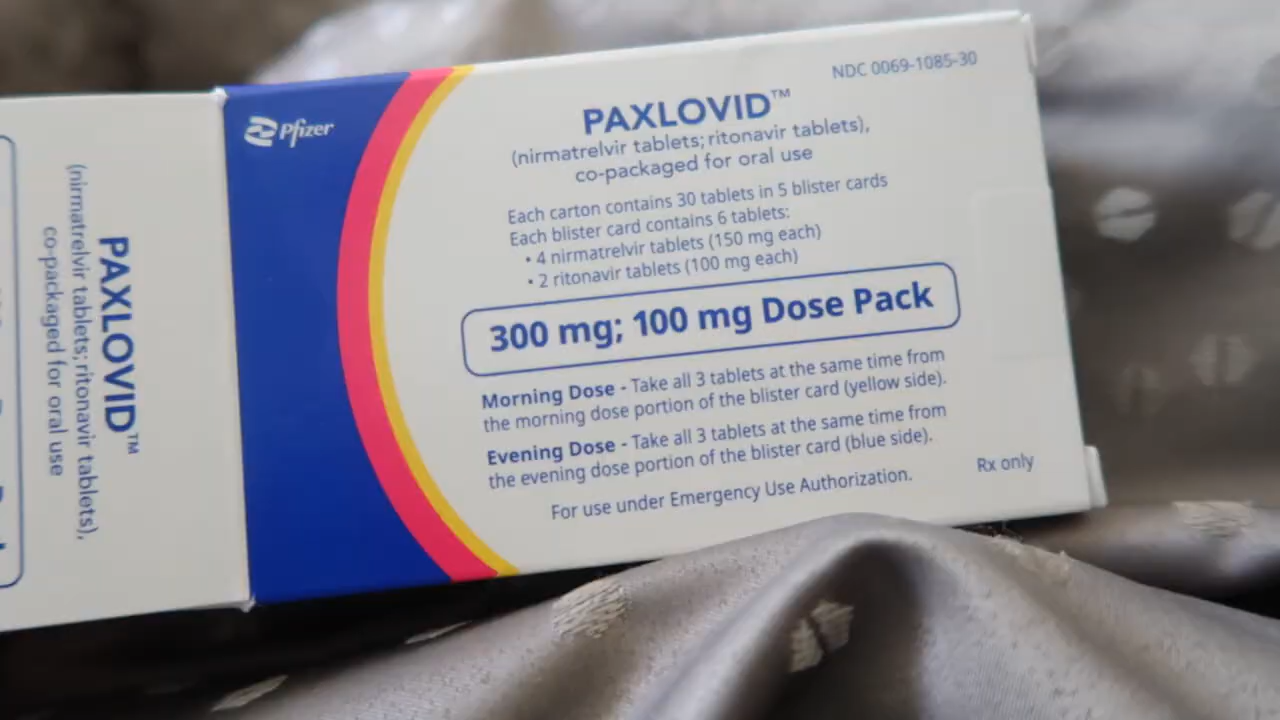 Pfizer
NDC 0069-1085-30
PAXLOVID™
(nirmatrelvir tablets; ritonavir tablets),
co-packaged for oral use
Each carton contains 30 tablets in 5 blister cards
Each blister card contains 6 tablets:
• 4 nirmatrelvir tablets (150 mg each)
• 2 ritonavir tablets (100 mg each)
300 mg; 100 mg Dose Pack
Morning Dose - Take all 3 tablets at the same time from
the morning dose portion of the blister card (yellow side).
Evening Dose - Take all 3 tablets at the same time from
the evening dose portion of the blister card (blue side).
For use under Emergency Use Authorization.
Rx only
PAXLOVID™
(nirmatrelvir tablets; ritonavir tablets),
co-packaged for oral use